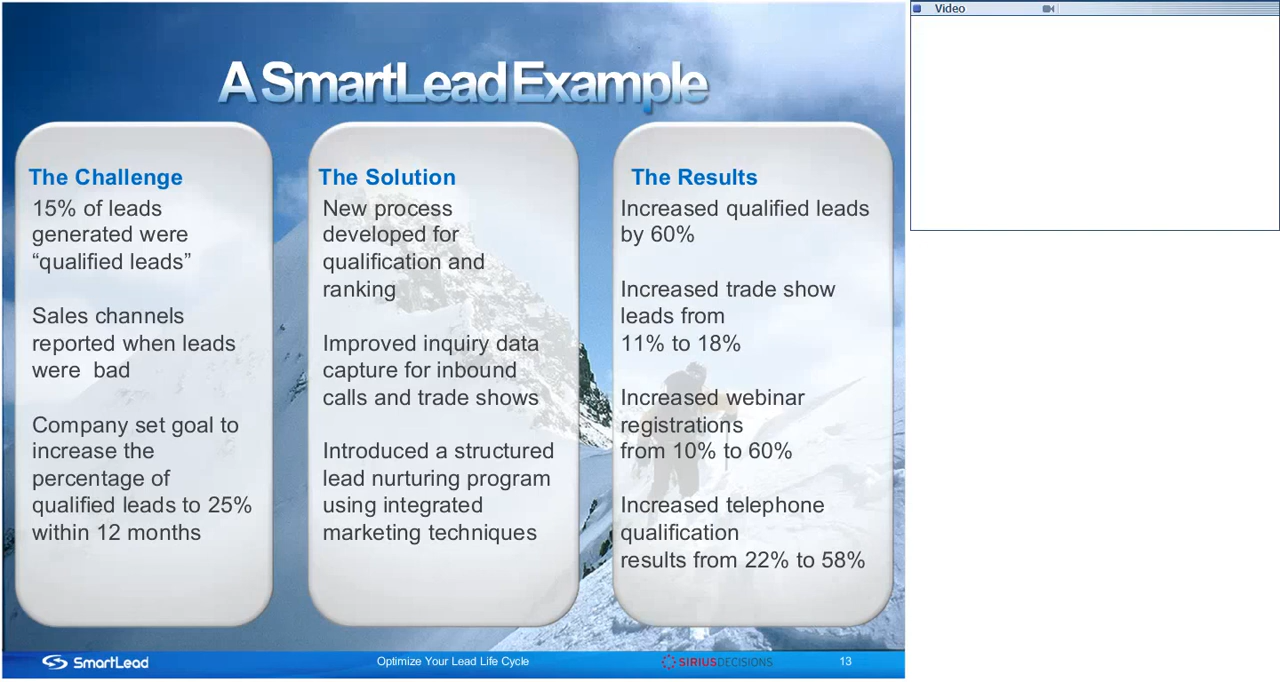 Video
A SmartLead Example
The Challenge
15% of leads
generated were
“qualified leads”
Sales channels
reported when leads
were  bad
Company set goal to
increase the
percentage of
qualified leads to 25%
within 12 months
The Solution
New process
developed for
qualification and
ranking
Improved inquiry data
capture for inbound
calls and trade shows
Introduced a structured
lead nurturing program
using integrated
marketing techniques
The Results
Increased qualified leads
by 60%
Increased trade show
leads from
11% to 18%
Increased webinar
registrations
from 10% to 60%
Increased telephone
qualification
results from 22% to 58%
SmartLead
Optimize Your Lead Life Cycle
SIRIUSDECISIONS
13